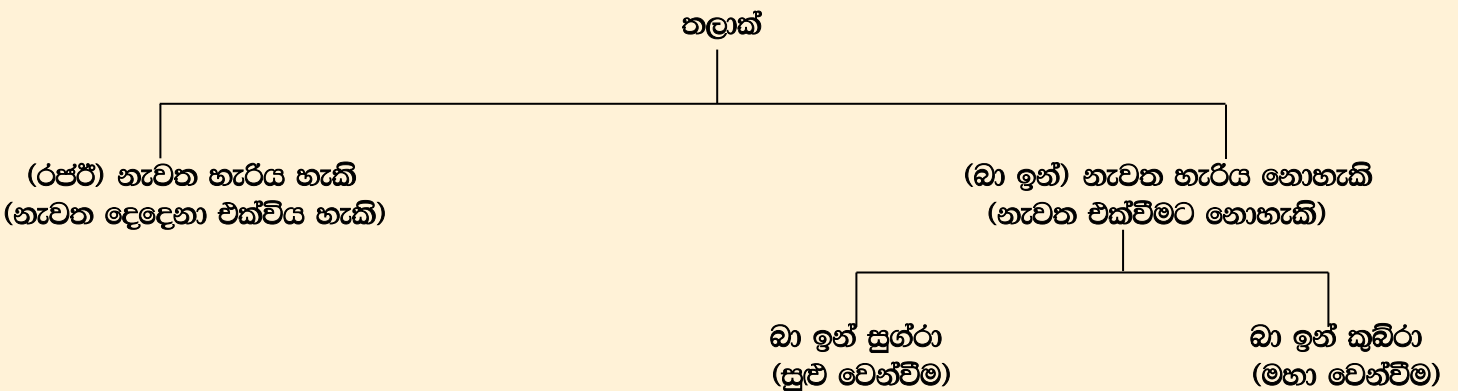 තලාක්
(රජඊ) නැවත හැරිය හැකි
(නැවත දෙදෙනා එක්විය හැකි)
(බා ඉන්) නැවත හැරිය නොහැකි
(නැවත එක්වීමට නොහැකි)
බා ඉන් සුග්රා
(සුළු වෙන්වීම)
බා ඉන් කුබ්රා
(මහා වෙන්වීම)